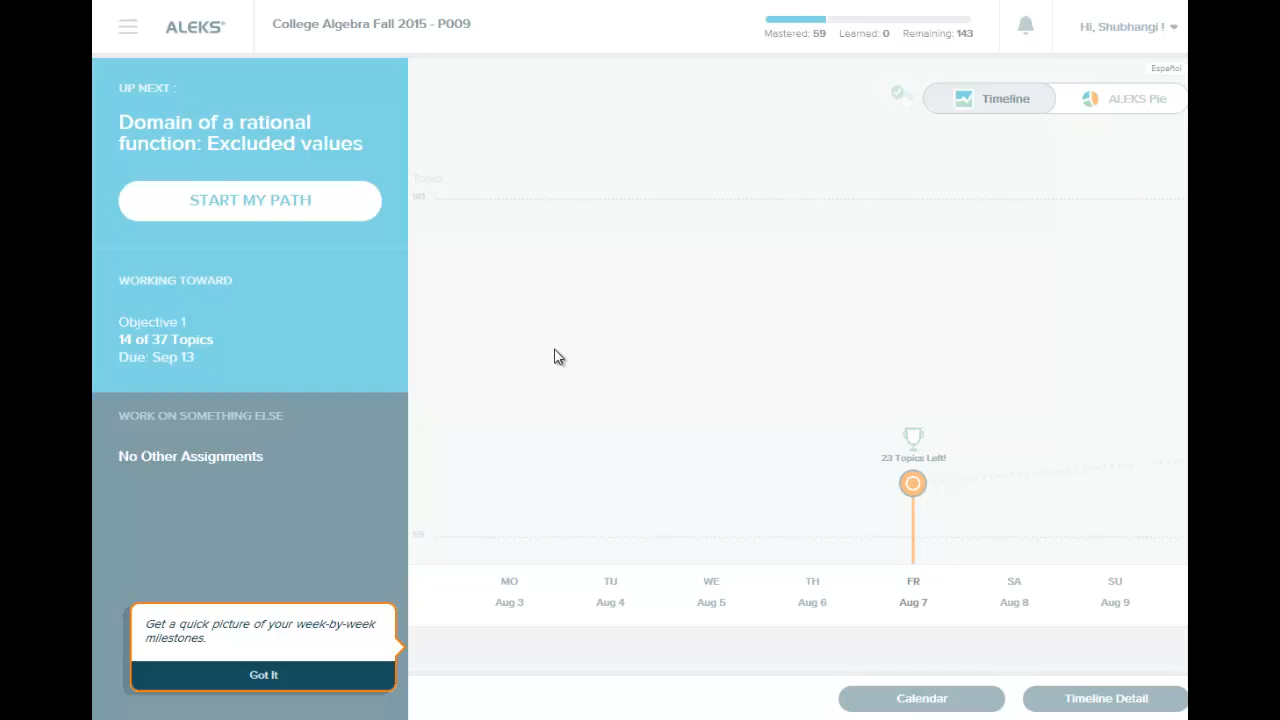 ALEKS®
College Algebra Fall 2015 - P009
Mastered: 59 Learned: 0 Remaining: 143
Hi, Shubhangi !
Español
UP NEXT :
Domain of a rational
function: Excluded values
START MY PATH
Timeline
ALEKS Pie
Topics
90
WORKING TOWARD
Objective 1
14 of 37 Topics
Due: Sep 13
WORK ON SOMETHING ELSE
No Other Assignments
23 Topics Left!
MO TU WE TH FR SA SU
Aug 3 Aug 4 Aug 5 Aug 6 Aug 7 Aug 8 Aug 9
Get a quick picture of your week-by-week
milestones.
Got It
Calendar
Timeline Detail